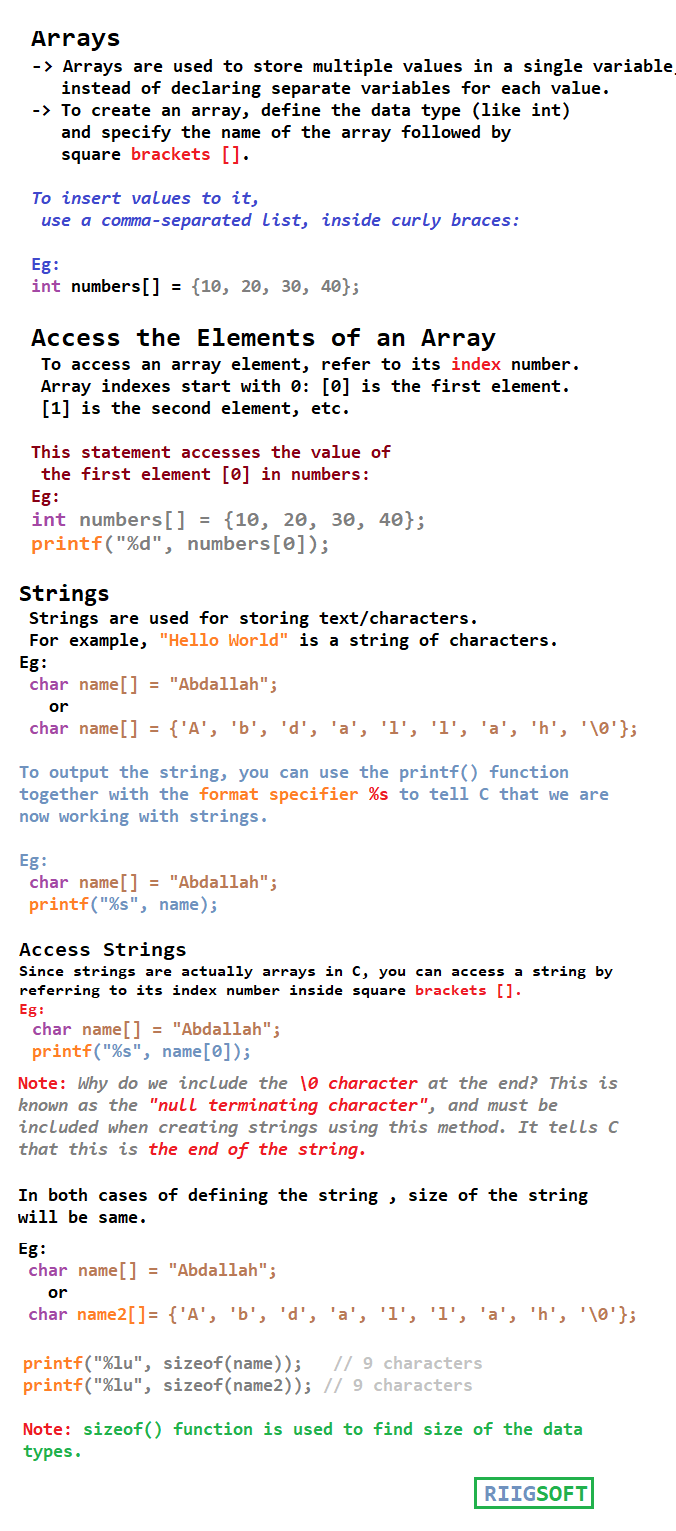 Arrays
-> Arrays are used to store multiple values in a single variable,
instead of declaring separate variables for each value.
-> To create an array, define the data type (like int)
and specify the name of the array followed by
square brackets [].
To insert values to it,
use a comma-separated list, inside curly braces:
Eg:
int numbers[] = {10, 20, 30, 40};
Access the Elements of an Array
To access an array element, refer to its index number.
Array indexes start with 0: [0] is the first element.
[1] is the second element, etc.
This statement accesses the value of
the first element [0] in numbers:
Eg:
int numbers[] = {10, 20, 30, 40};
printf("%d", numbers[0]);
Strings
Strings are used for storing text/characters.
For example, "Hello World" is a string of characters.
Eg:
char name[] = "Abdallah";
or
char name[] = {'A', 'b', 'd', 'a', 'l', 'l', 'a', 'h', '\0'};
To output the string, you can use the printf() function
together with the format specifier %s to tell C that we are
now working with strings.
Eg:
char name[] = "Abdallah";
printf("%s", name);
Access Strings
Since strings are actually arrays in C, you can access a string by
referring to its index number inside square brackets [].
Eg:
char name[] = "Abdallah";
printf("%s", name[0]);
Note: Why do we include the \0 character at the end? This is
known as the "null terminating character", and must be
included when creating strings using this method. It tells C
that this is the end of the string.
In both cases of defining the string , size of the string
will be same.
Eg:
char name[] = "Abdallah";
or
char name2[]= {'A', 'b', 'd', 'a', 'l', 'l', 'a', 'h', '\0'};
printf("%lu", sizeof(name)); // 9 characters
printf("%lu", sizeof(name2)); // 9 characters
Note: sizeof() function is used to find size of the data
types.
RIIGSOFT